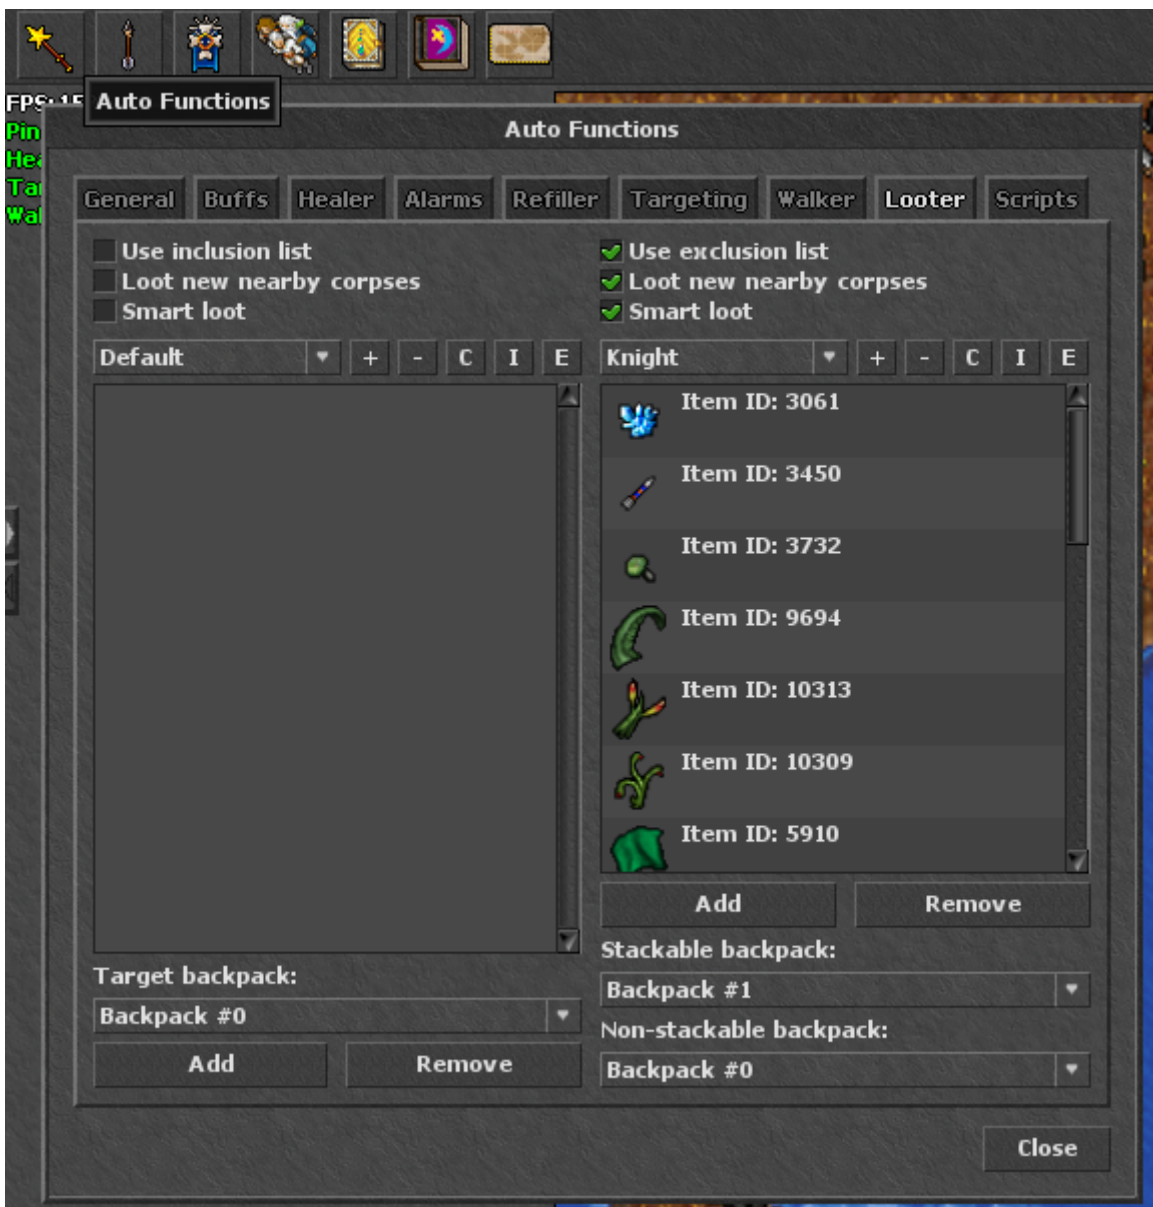 FPS: 15
Auto Functions
Auto Functions
General Buffs Healer Alarms Refiller Targeting Walker Looter Scripts
Use inclusion list
Loot new nearby corpses
Smart loot
Default + - C I E
Target backpack:
Backpack #0
Add Remove
Use exclusion list
Loot new nearby corpses
Smart loot
Knight + - C I E
Item ID: 3061
Item ID: 3450
Item ID: 3732
Item ID: 9694
Item ID: 10313
Item ID: 10309
Item ID: 5910
Add Remove
Stackable backpack:
Backpack #1
Non-stackable backpack:
Backpack #0
Close